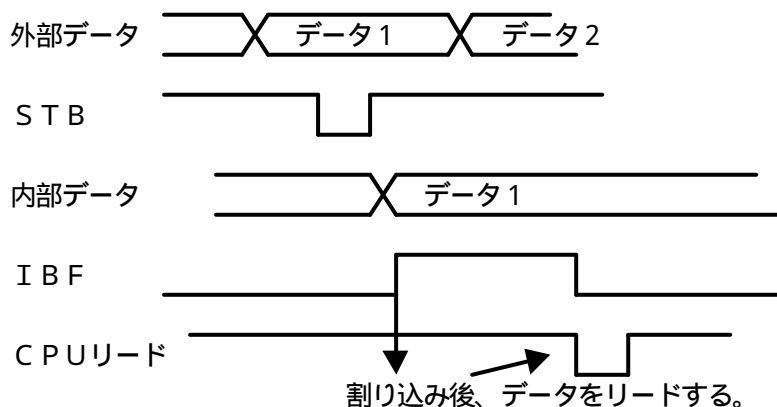 外部データ データ1 データ2
ＳＴＢ
内部データ データ1
ＩＢＦ
ＣＰＵリード
割り込み後、データをリードする。